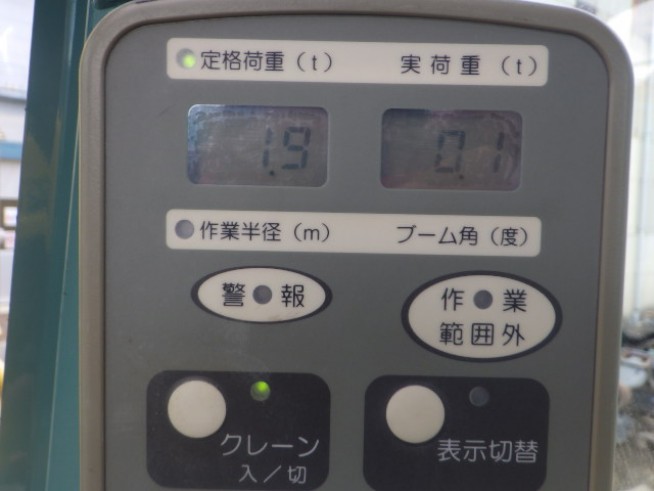 定格荷重（t） 実荷重（t）
1.9 0.1
作業半径（m） ブーム角（度）
警報
作業
範囲外
クレーン
入／切
表示切替